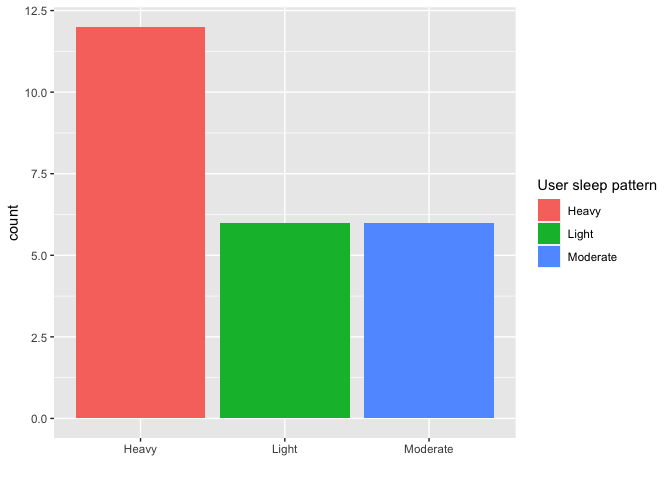 12.5
10.0
7.5
5.0
2.5
0.0
count
Heavy
Light
Moderate
User sleep pattern
Heavy
Light
Moderate